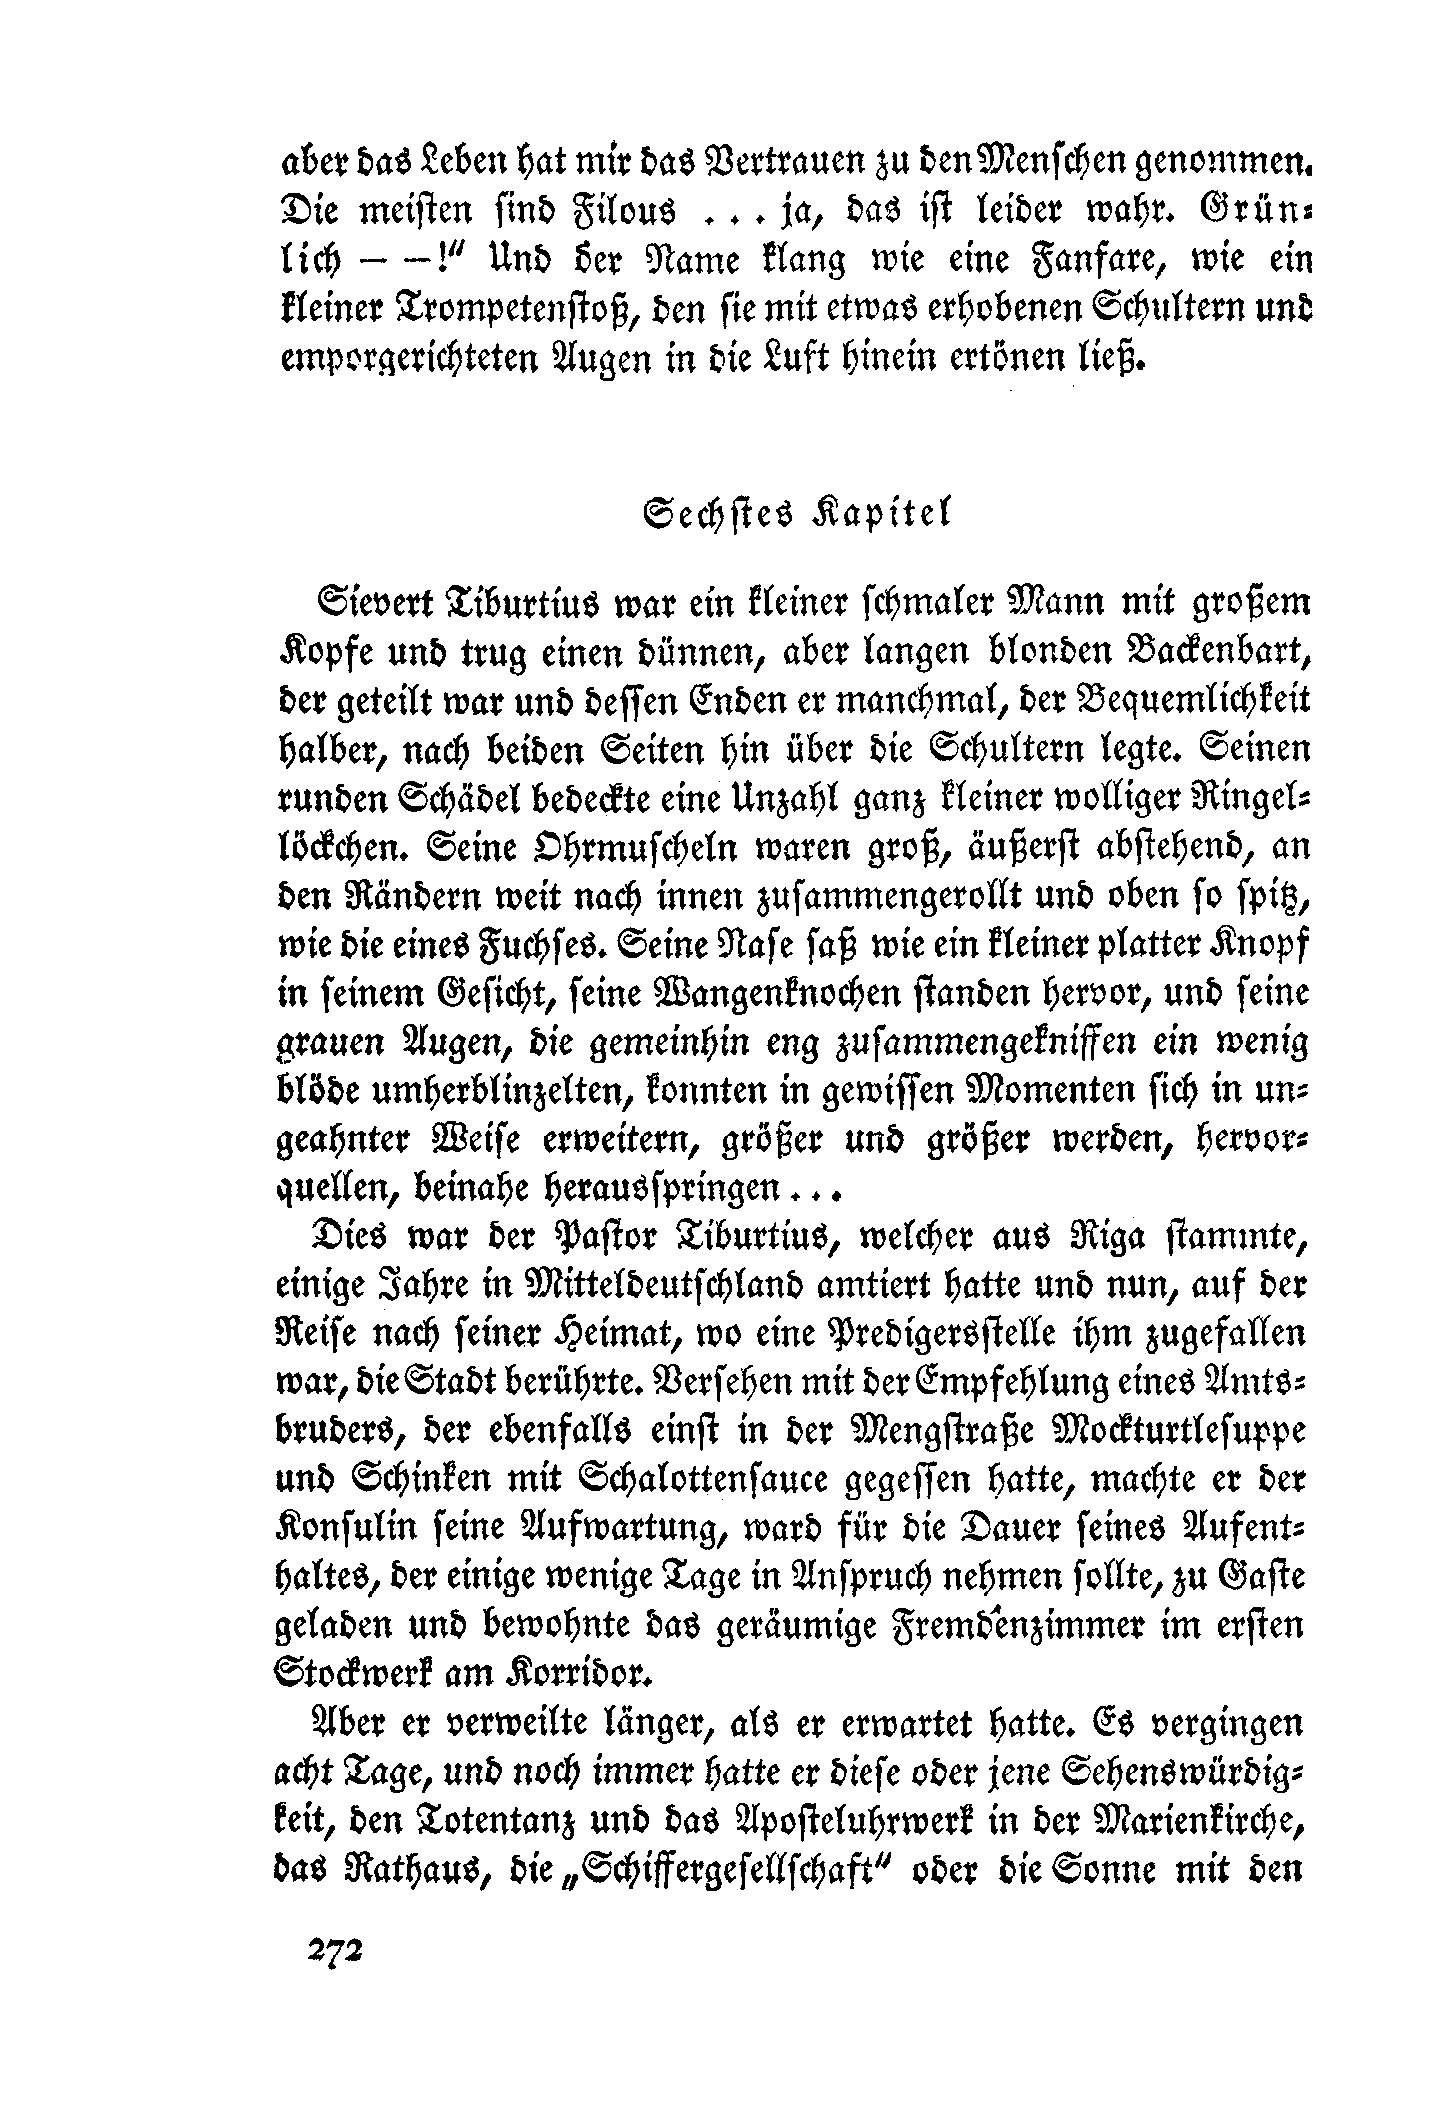 aber das Leben hat mir das Vertrauen zu den Menschen genommen.
Die meisten sind Filous . . . ja, das ist leider wahr. Grün-
lich — —!“ Und der Name klang wie eine Fanfare, wie ein
kleiner Trompetenstoß, den sie mit etwas erhobenen Schultern und
emporgerichteten Augen in die Luft hinein ertönen ließ.
Sechstes Kapitel
Sievert Tiburtius war ein kleiner schmaler Mann mit großem
Kopfe und trug einen dünnen, aber langen blonden Backenbart,
der geteilt war und dessen Enden er manchmal, der Bequemlichkeit
halber, nach beiden Seiten hin über die Schultern legte. Seinen
runden Schädel bedeckte eine Unzahl ganz kleiner wolliger Ringel-
löckchen. Seine Ohrmuscheln waren groß, äußerst abstehend, an
den Rändern weit nach innen zusammengerollt und oben so spitz,
wie die eines Fuchses. Seine Nase saß wie ein kleiner platter Knopf
in seinem Gesicht, seine Wangenknochen standen hervor, und seine
grauen Augen, die gemeinhin eng zusammengekniffen ein wenig
blöde umherblinzelten, konnten in gewissen Momenten sich in un-
geahnter Weise erweitern, größer und größer werden, hervor-
quellen, beinahe herausspringen . . .
Dies war der Pastor Tiburtius, welcher aus Riga stammte,
einige Jahre in Mitteldeutschland amtiert hatte und nun, auf der
Reise nach seiner Heimat, wo eine Predigersstelle ihm zugefallen
war, die Stadt berührte. Versehen mit der Empfehlung eines Amts-
bruders, der ebenfalls einst in der Mengstraße Mockturtlesuppe
und Schinken mit Schalottensauce gegessen hatte, machte er der
Konsulin seine Aufwartung, ward für die Dauer seines Aufent-
haltes, der einige wenige Tage in Anspruch nehmen sollte, zu Gaste
geladen und bewohnte das geräumige Fremdenzimmer im ersten
Stockwerk am Korridor.
Aber er verweilte länger, als er erwartet hatte. Es vergingen
acht Tage, und noch immer hatte er diese oder jene Sehenswürdig-
keit, den Totentanz und das Aposteluhrwerk in der Marienkirche,
das Rathaus, die „Schiffergesellschaft“ oder die Sonne mit den
272